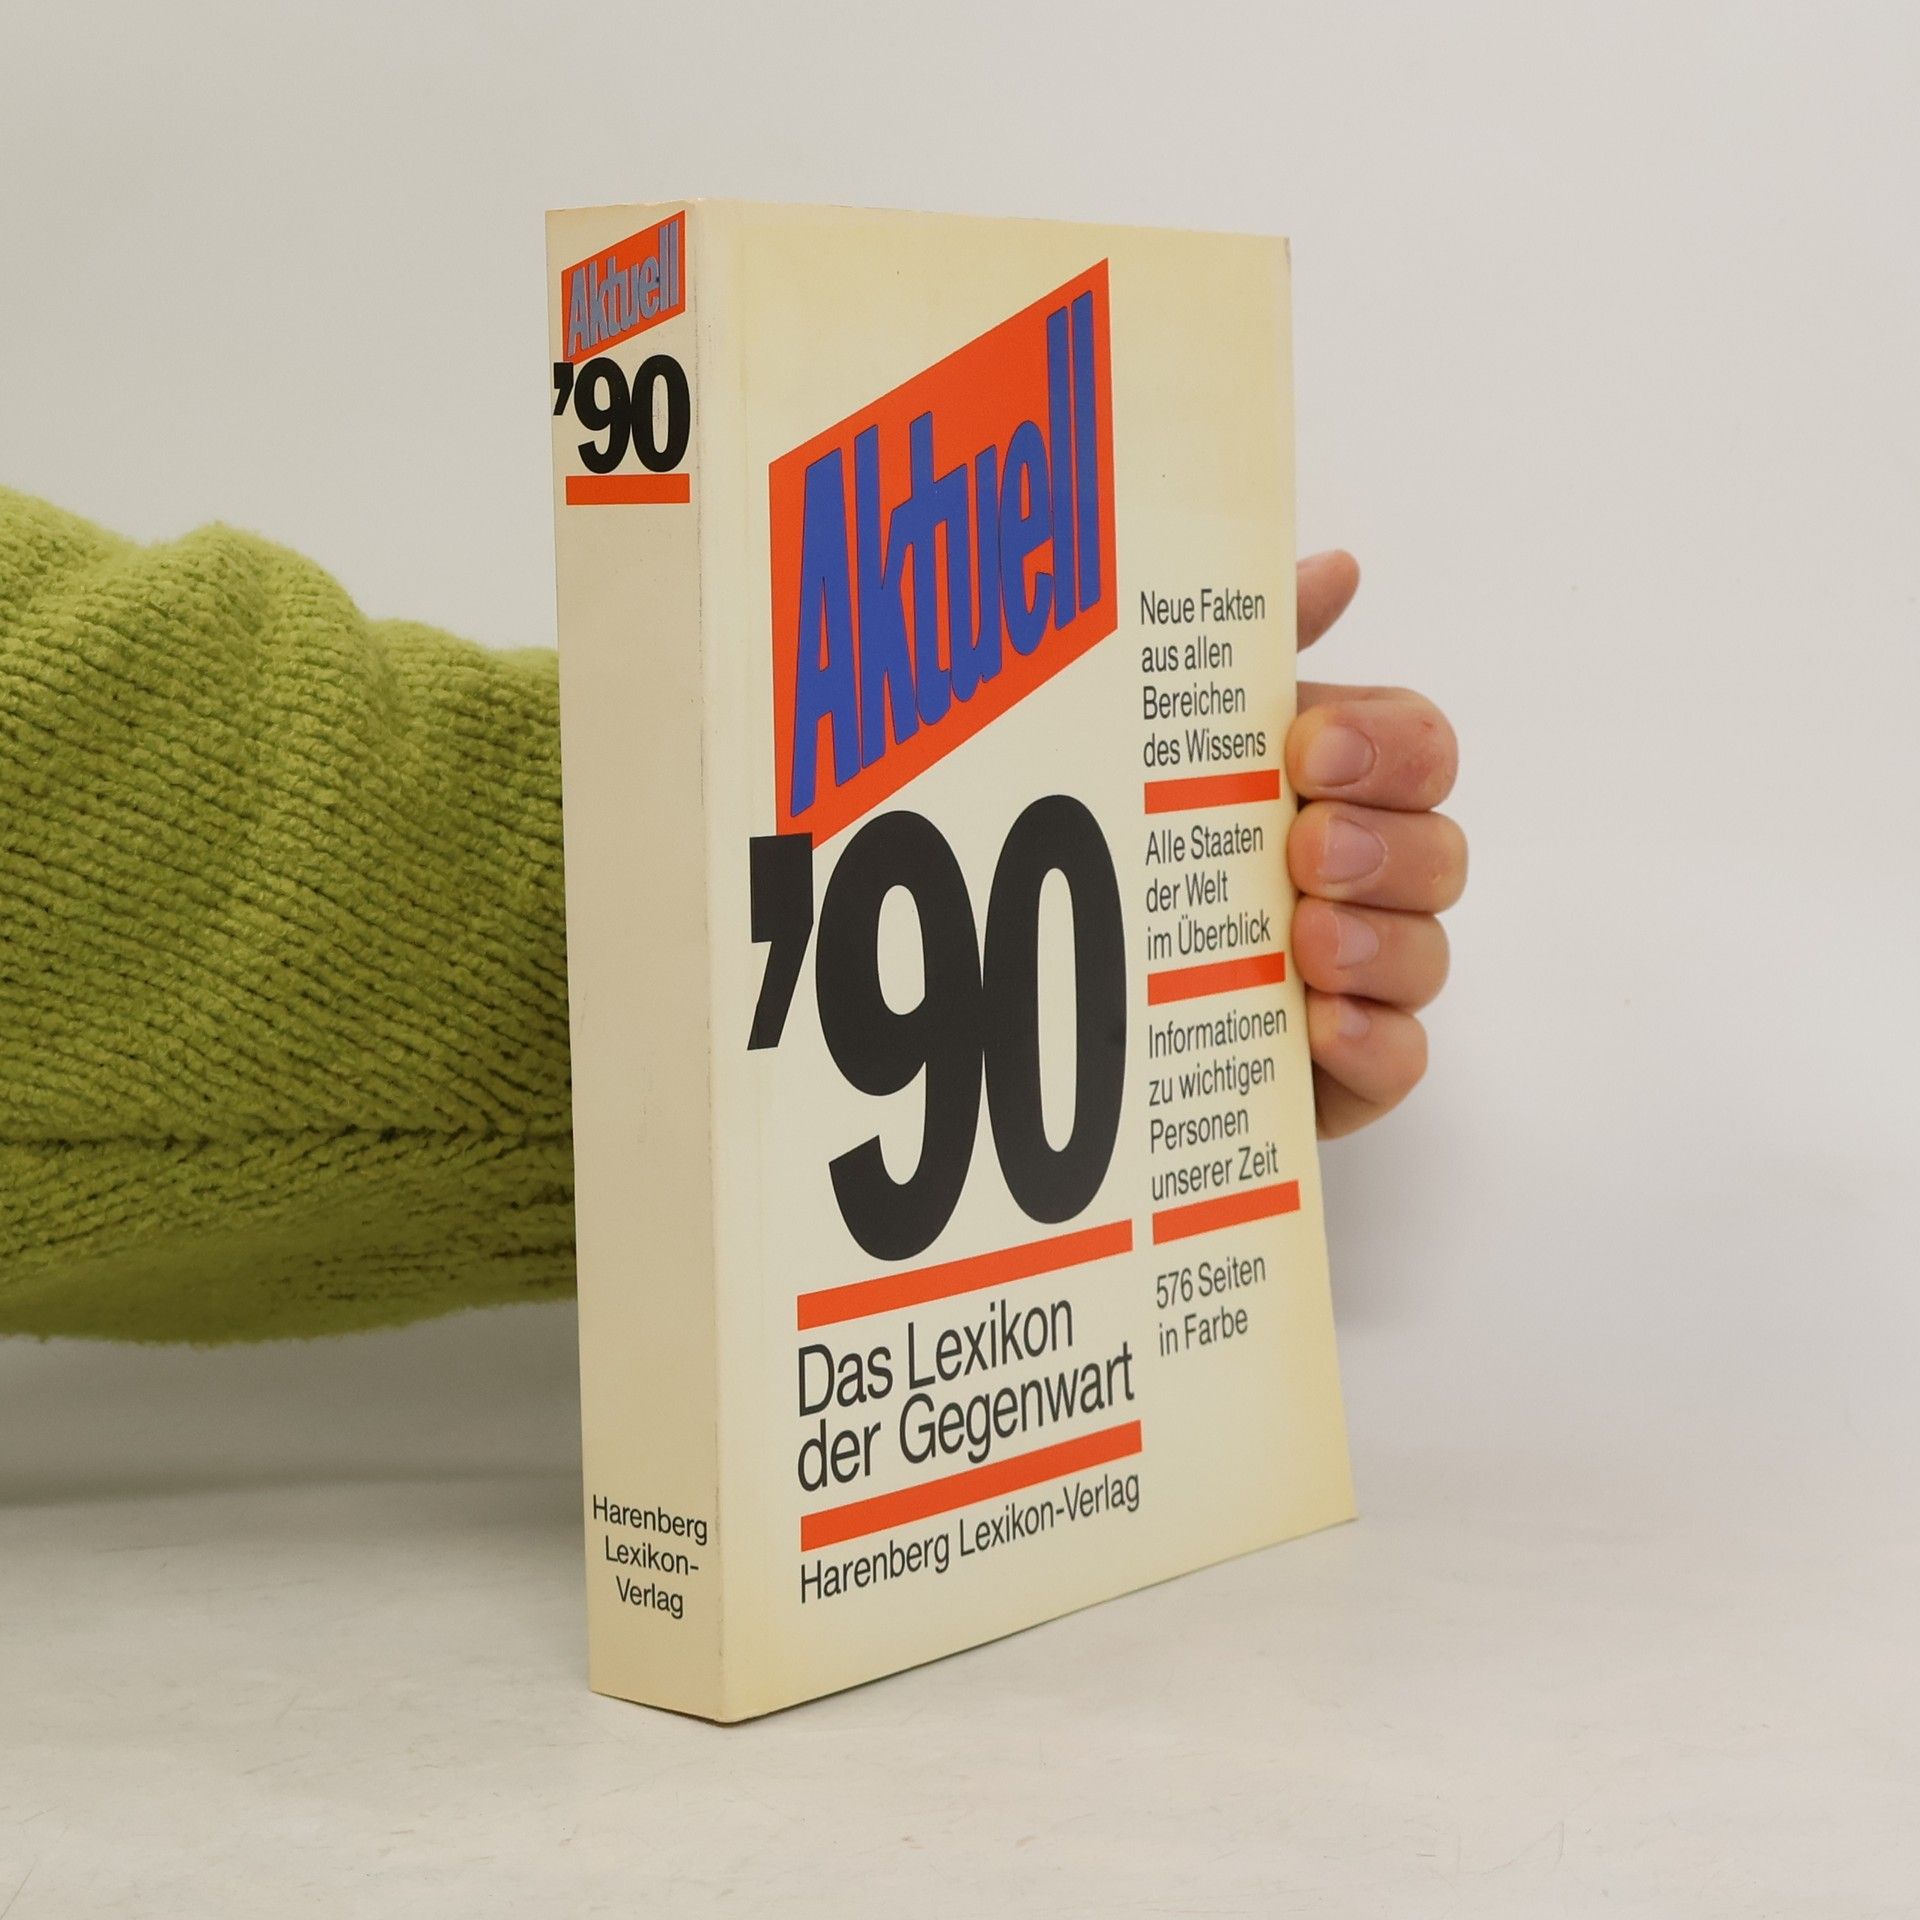 Aktuell
’90
Harenberg
Lexikon-
Verlag
Aktuell
’90
Das Lexikon
der Gegenwart
Harenberg Lexikon-Verlag
Neue Fakten
aus allen
Bereichen
des Wissens
Alle Staaten
der Welt
im Überblick
Informationen
zu wichtigen
Personen
unserer Zeit
576 Seiten
in Farbe